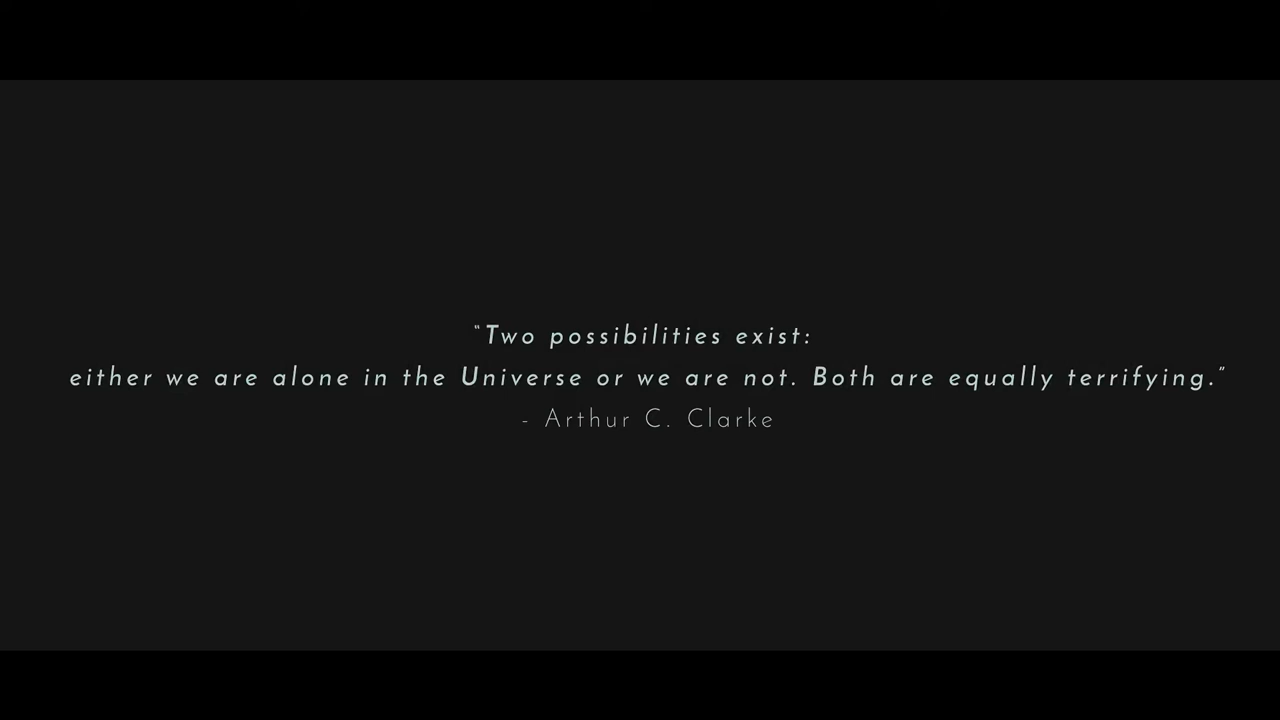 “Two possibilities exist:
either we are alone in the Universe or we are not. Both are equally terrifying.”
- Arthur C. Clarke